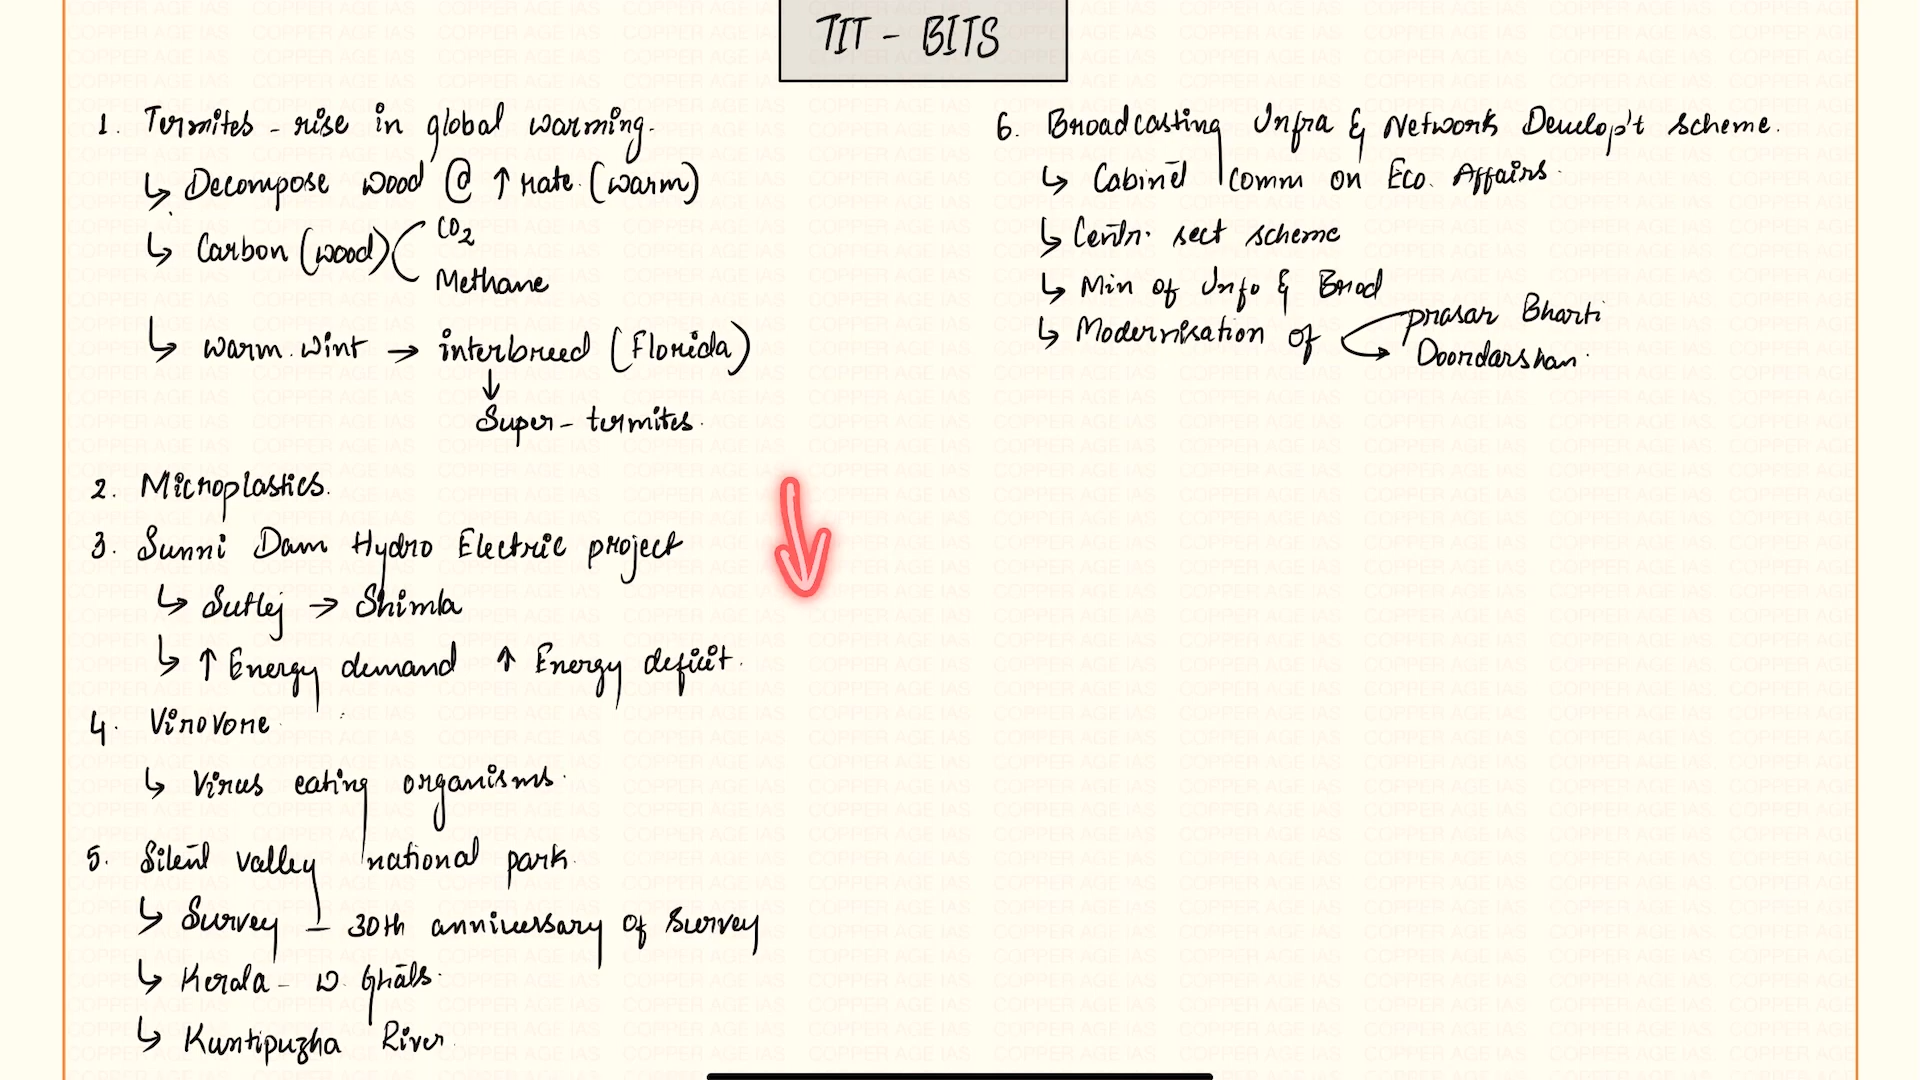 TIT - BITS
1. Termites - rise in global warming.
↳ Decompose wood @ ↑ rate (warm)
↳ Carbon (wood) CO2
Methane
↳ warm. wint → interbreed (Florida)
↓
Super - termites.
2. Microplastics.
3. Sunni Dam Hydro Electric project
↳ Sutlej → Shimla
↳ ↑ Energy demand ↑ Energy deficit.
4. Virovore
↳ Virus eating organisms.
5. Silent valley national park.
↳ Survey - 30th anniversary of survey
↳ Kerala - W. Ghats.
↳ Kuntipuzha River
6. Broadcasting Infra & Network Develop't scheme.
↳ Cabinet Comm on Eco. Affairs.
↳ Centr. sect scheme
↳ Min of Info & Brod
↳ Modernisation of prasar Bharti
Doordarshan.